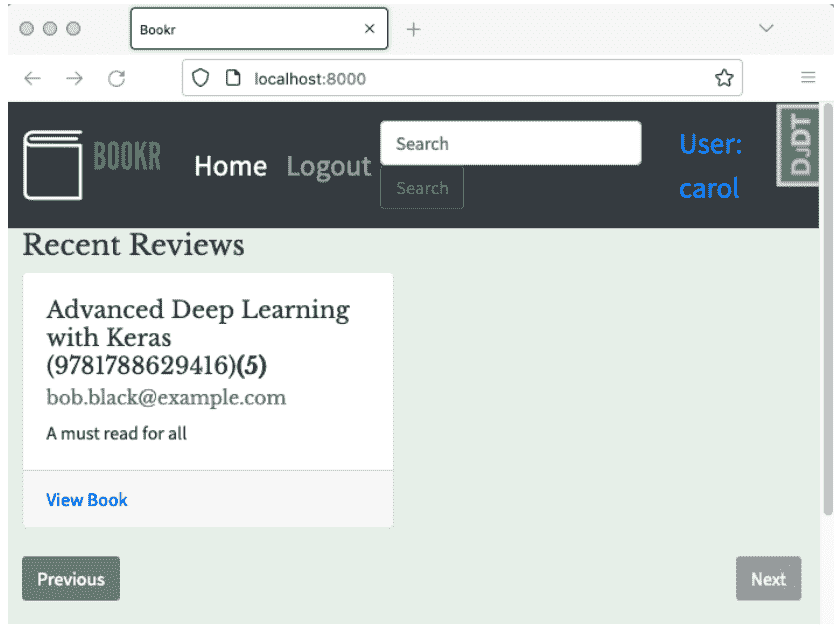 Bookr
localhost:8000
BOOKR
Home Logout
Search
Search
User:
carol
DJDT
Recent Reviews
Advanced Deep Learning
with Keras
(9781788629416)(5)
bob.black@example.com
A must read for all
View Book
Previous
Next